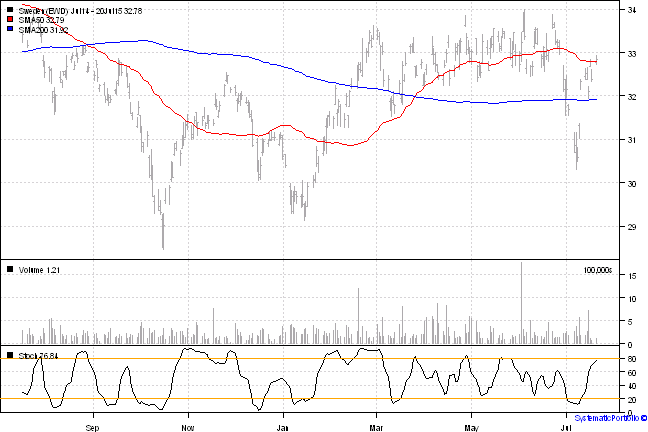 Sweden (EWD) Jul14 - 20Jul15 32.78
SMA50 32.79
SMA200 31.92
34
33
32
31
30
29
Volume 1.21
100,000s
15
10
5
0
Stoch 76.84
80
60
40
20
0
Sep
Nov
Jan
Mar
May
Jul
SystematicPortfolio ©